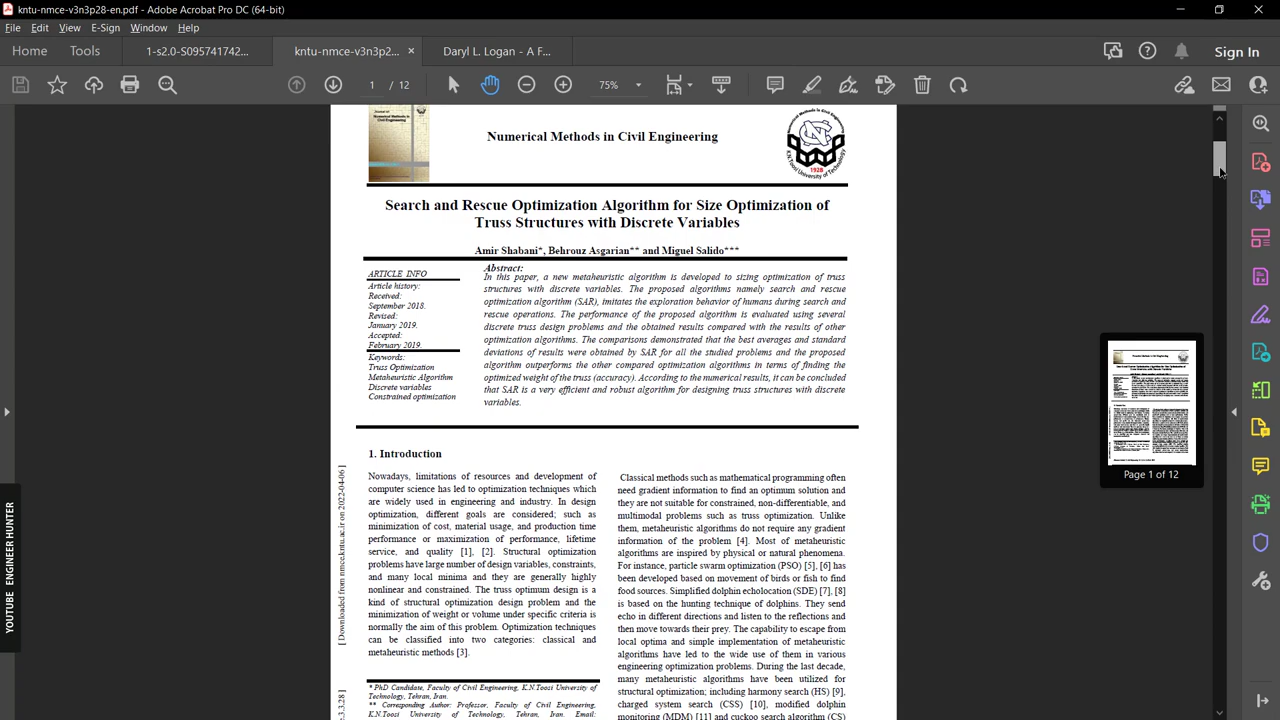 kntu-nmce-v3n3p28-en.pdf - Adobe Acrobat Pro DC (64-bit)
File Edit View E-Sign Window Help
Home Tools 1-s2.0-S095741742... kntu-nmce-v3n3p2... × Daryl L. Logan - A F... Sign In
1 / 12 75%
Numerical Methods in Civil Engineering
1928
Search and Rescue Optimization Algorithm for Size Optimization of
Truss Structures with Discrete Variables
Amir Shabani*, Behrouz Asgarian** and Miguel Salido***
ARTICLE INFO
Article history:
Received:
September 2018.
Revised:
January 2019.
Accepted:
February 2019.
Keywords:
Truss Optimization
Metaheuristic Algorithm
Discrete variables
Constrained optimization
Abstract:
In this paper, a new metaheuristic algorithm is developed to sizing optimization of truss
structures with discrete variables. The proposed algorithms namely search and rescue
optimization algorithm (SAR), imitates the exploration behavior of humans during search and
rescue operations. The performance of the proposed algorithm is evaluated using several
discrete truss design problems and the obtained results compared with the results of other
optimization algorithms. The comparisons demonstrated that the best averages and standard
deviations of results were obtained by SAR for all the studied problems and the proposed
algorithm outperforms the other compared optimization algorithms in terms of finding the
optimized weight of the truss (accuracy). According to the numerical results, it can be concluded
that SAR is a very efficient and robust algorithm for designing truss structures with discrete
variables.
1. Introduction
Nowadays, limitations of resources and development of
computer science has led to optimization techniques which
are widely used in engineering and industry. In design
optimization, different goals are considered; such as
minimization of cost, material usage, and production time
performance or maximization of performance, lifetime
service, and quality [1], [2]. Structural optimization
problems have large number of design variables, constraints,
and many local minima and they are generally highly
nonlinear and constrained. The truss optimum design is a
kind of structural optimization design problem and the
minimization of weight or volume under specific criteria is
normally the aim of this problem. Optimization techniques
can be classified into two categories: classical and
metaheuristic methods [3].
* PhD Candidate, Faculty of Civil Engineering, K.N.Toosi University of
Technology, Tehran, Iran.
** Corresponding Author: Professor, Faculty of Civil Engineering,
K.N.Toosi University of Technology, Tehran, Iran. Email:
Classical methods such as mathematical programming often
need gradient information to find an optimum solution and
they are not suitable for constrained, non-differentiable, and
multimodal problems such as truss optimization. Unlike
them, metaheuristic algorithms do not require any gradient
information of the problem [4]. Most of metaheuristic
algorithms are inspired by physical or natural phenomena.
For instance, particle swarm optimization (PSO) [5], [6] has
been developed based on movement of birds or fish to find
food sources. Simplified dolphin echolocation (SDE) [7], [8]
is based on the hunting technique of dolphins. They send
echo in different directions and listen to the reflections and
then move towards their prey. The capability to escape from
local optima and simple implementation of metaheuristic
algorithms have led to the wide use of them in various
engineering optimization problems. During the last decade,
many metaheuristic algorithms have been utilized for
structural optimization; including harmony search (HS) [9],
charged system search (CSS) [10], modified dolphin
monitoring (MDM) [11] and cuckoo search algorithm (CS)
[ Downloaded from nmce.kntu.ac.ir on 2022-04-06 ]
.3.3.28 ]
Page 1 of 12
YOUTUBE ENGINEER HUNTER